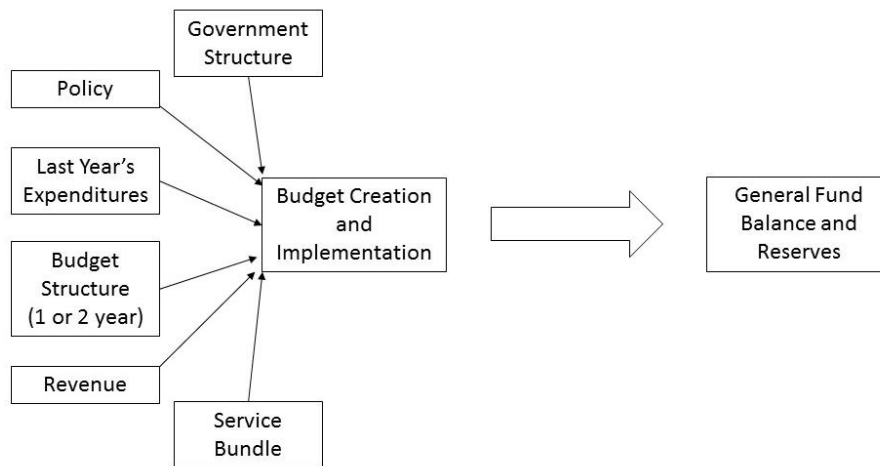 Government
Structure
Policy
Last Year's
Expenditures
Budget
Structure
(1 or 2 year)
Revenue
Service
Bundle
Budget Creation
and
Implementation
General Fund
Balance and
Reserves